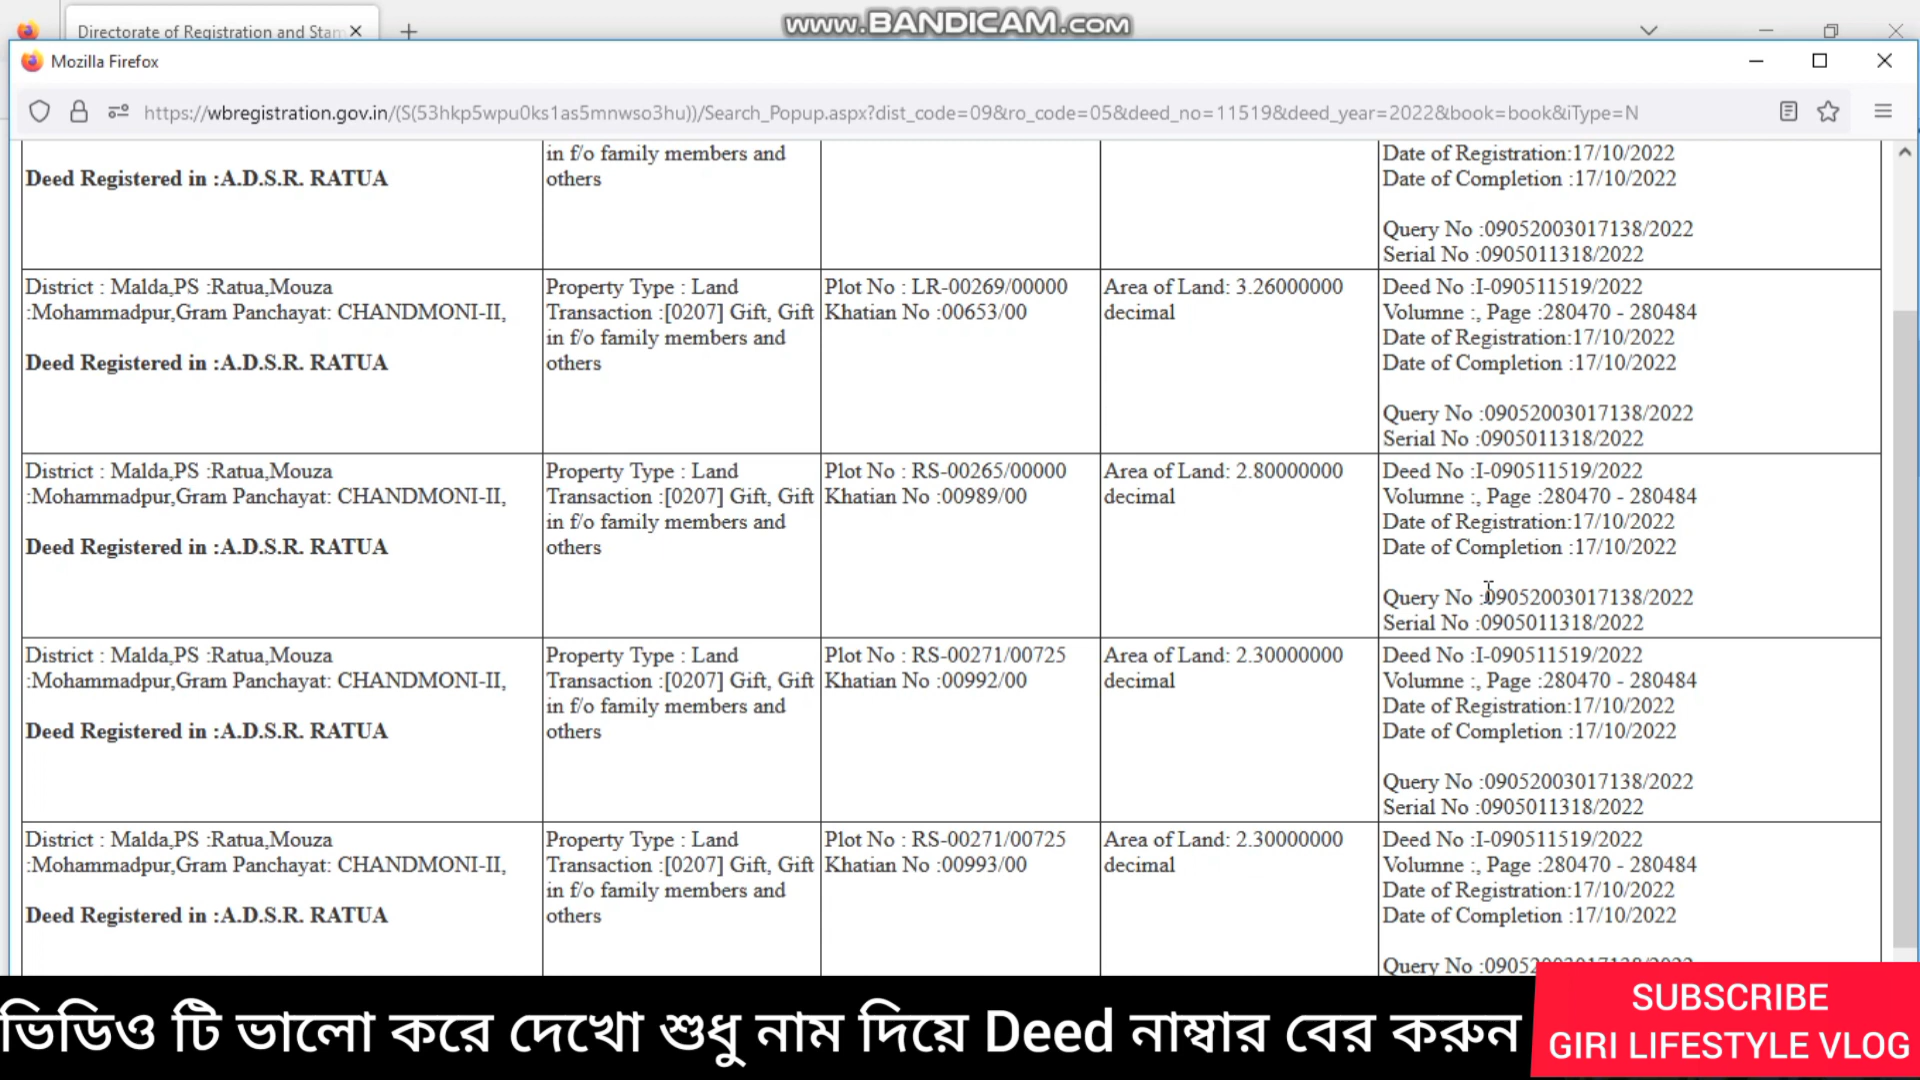 www.BANDICAM.com
Directorate of Registration and Stam
Mozilla Firefox
https://wbregistration.gov.in/(S(53hkp5wpu0ks1as5mnwso3hu))/Search_Popup.aspx?dist_code=09&ro_code=05&deed_no=11519&deed_year=2022&book=book&iType=N
Deed Registered in :A.D.S.R. RATUA
in f/o family members and
others
Date of Registration:17/10/2022
Date of Completion :17/10/2022
Query No :09052003017138/2022
Serial No :0905011318/2022
District : Malda,PS :Ratua,Mouza
:Mohammadpur,Gram Panchayat: CHANDMONI-II,
Deed Registered in :A.D.S.R. RATUA
Property Type : Land
Transaction :[0207] Gift, Gift
in f/o family members and
others
Plot No : LR-00269/00000
Khatian No :00653/00
Area of Land: 3.26000000
decimal
Deed No :I-090511519/2022
Volumne :, Page :280470 - 280484
Date of Registration:17/10/2022
Date of Completion :17/10/2022
Query No :09052003017138/2022
Serial No :0905011318/2022
District : Malda,PS :Ratua,Mouza
:Mohammadpur,Gram Panchayat: CHANDMONI-II,
Deed Registered in :A.D.S.R. RATUA
Property Type : Land
Transaction :[0207] Gift, Gift
in f/o family members and
others
Plot No : RS-00265/00000
Khatian No :00989/00
Area of Land: 2.80000000
decimal
Deed No :I-090511519/2022
Volumne :, Page :280470 - 280484
Date of Registration:17/10/2022
Date of Completion :17/10/2022
Query No :09052003017138/2022
Serial No :0905011318/2022
District : Malda,PS :Ratua,Mouza
:Mohammadpur,Gram Panchayat: CHANDMONI-II,
Deed Registered in :A.D.S.R. RATUA
Property Type : Land
Transaction :[0207] Gift, Gift
in f/o family members and
others
Plot No : RS-00271/00725
Khatian No :00992/00
Area of Land: 2.30000000
decimal
Deed No :I-090511519/2022
Volumne :, Page :280470 - 280484
Date of Registration:17/10/2022
Date of Completion :17/10/2022
Query No :09052003017138/2022
Serial No :0905011318/2022
District : Malda,PS :Ratua,Mouza
:Mohammadpur,Gram Panchayat: CHANDMONI-II,
Deed Registered in :A.D.S.R. RATUA
Property Type : Land
Transaction :[0207] Gift, Gift
in f/o family members and
others
Plot No : RS-00271/00725
Khatian No :00993/00
Area of Land: 2.30000000
decimal
Deed No :I-090511519/2022
Volumne :, Page :280470 - 280484
Date of Registration:17/10/2022
Date of Completion :17/10/2022
Query No :09052
ভিডিও টি ভালো করে দেখো শুধু নাম দিয়ে Deed নাম্বার বের করুন
SUBSCRIBE
GIRI LIFESTYLE VLOG